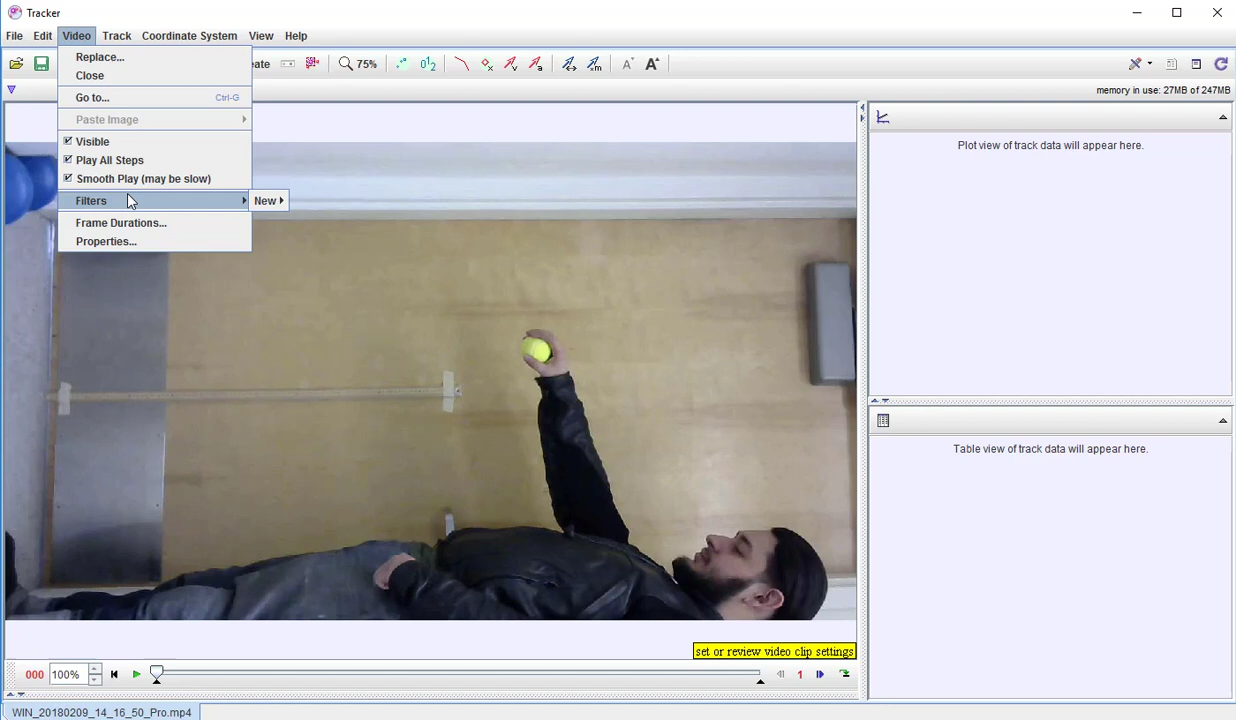 Tracker
File Edit Video Track Coordinate System View Help
Replace...
Close
Go to... Ctrl-G
Paste Image
Visible
Play All Steps
Smooth Play (may be slow)
Filters New
Frame Durations...
Properties...
eate 75%
memory in use: 27MB of 247MB
Plot view of track data will appear here.
Table view of track data will appear here.
set or review video clip settings
000 100% 1
WIN_20180209_14_16_50_Pro.mp4